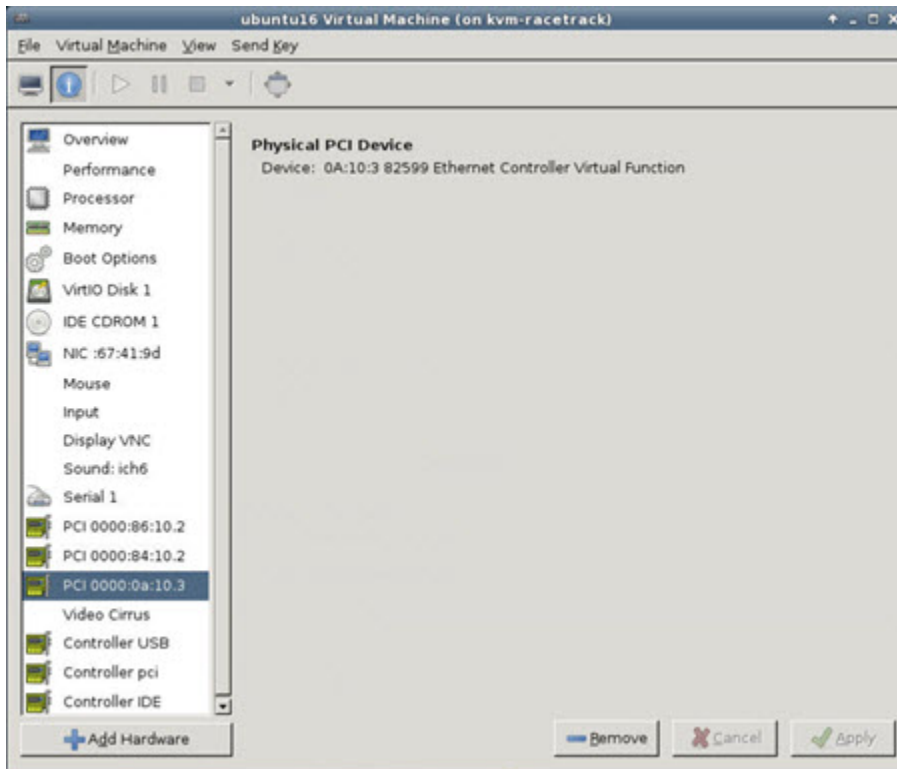 ubuntu16 Virtual Machine (on kvm-racetrack)
File Virtual Machine View Send Key
Overview
Performance
Processor
Memory
Boot Options
VirtIO Disk 1
IDE CDROM 1
NIC :67:41:9d
Mouse
Input
Display VNC
Sound: ich6
Serial 1
PCI 0000:86:10.2
PCI 0000:84:10.2
PCI 0000:0a:10.3
Video Cirrus
Controller USB
Controller pci
Controller IDE
Add Hardware
Physical PCI Device
Device: 0A:10:3 82599 Ethernet Controller Virtual Function
Remove Cancel Apply